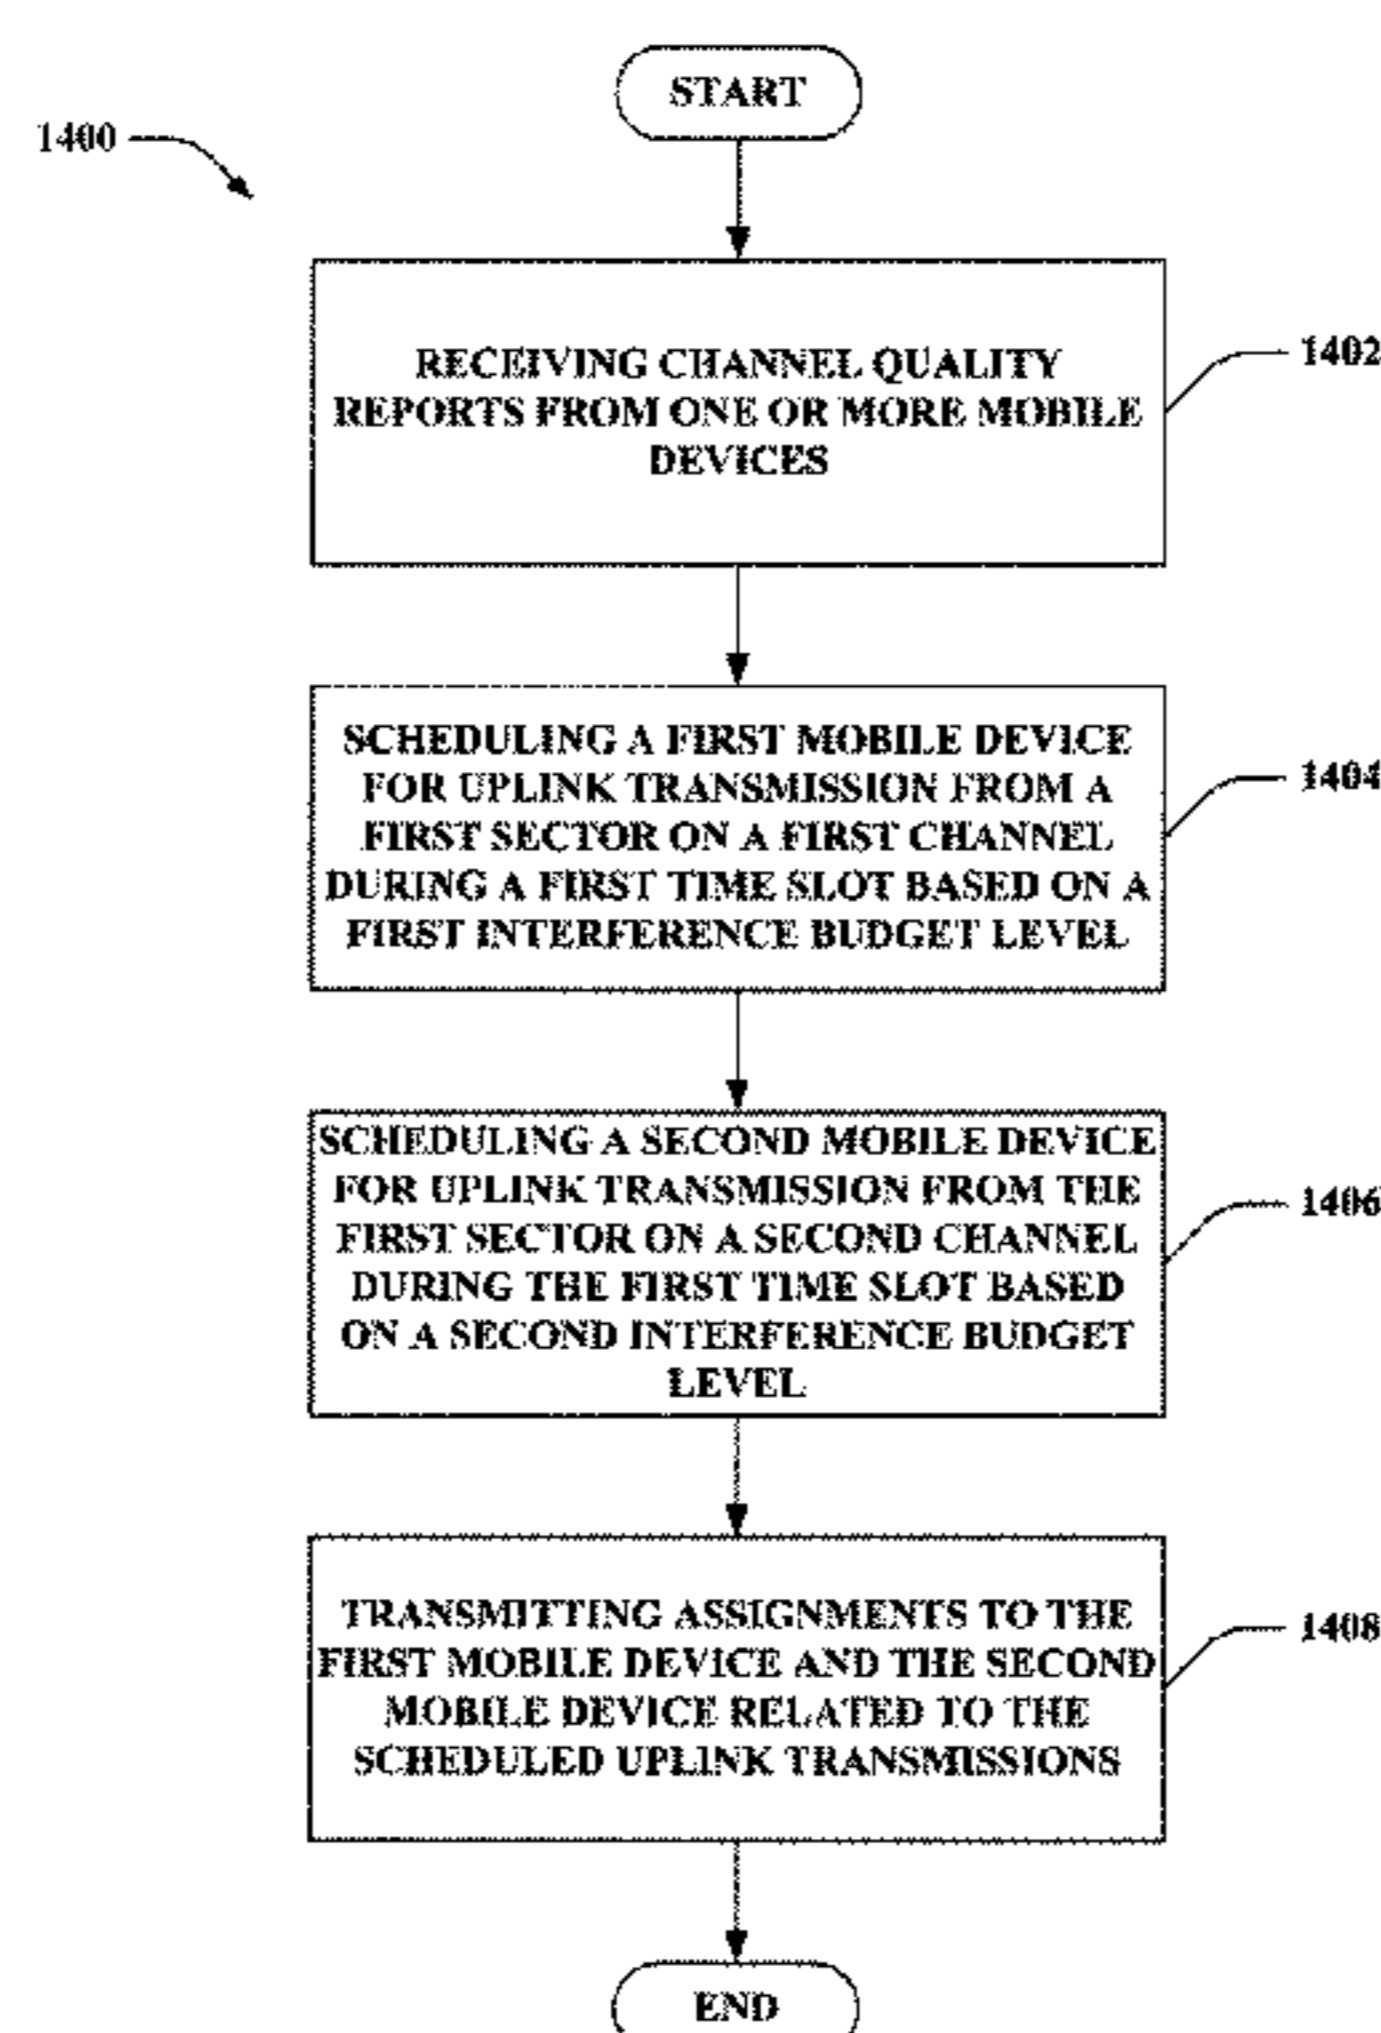 START
1400
RECEIVING CHANNEL QUALITY
REPORTS FROM ONE OR MORE MOBILE
DEVICES
1402
SCHEDULING A FIRST MOBILE DEVICE
FOR UPLINK TRANSMISSION FROM A
FIRST SECTOR ON A FIRST CHANNEL
DURING A FIRST TIME SLOT BASED ON A
FIRST INTERFERENCE BUDGET LEVEL
1404
SCHEDULING A SECOND MOBILE DEVICE
FOR UPLINK TRANSMISSION FROM THE
FIRST SECTOR ON A SECOND CHANNEL
DURING THE FIRST TIME SLOT BASED
ON A SECOND INTERFERENCE BUDGET
LEVEL
1406
TRANSMITTING ASSIGNMENTS TO THE
FIRST MOBILE DEVICE AND THE SECOND
MOBILE DEVICE RELATED TO THE
SCHEDULED UPLINK TRANSMISSIONS
1408
END